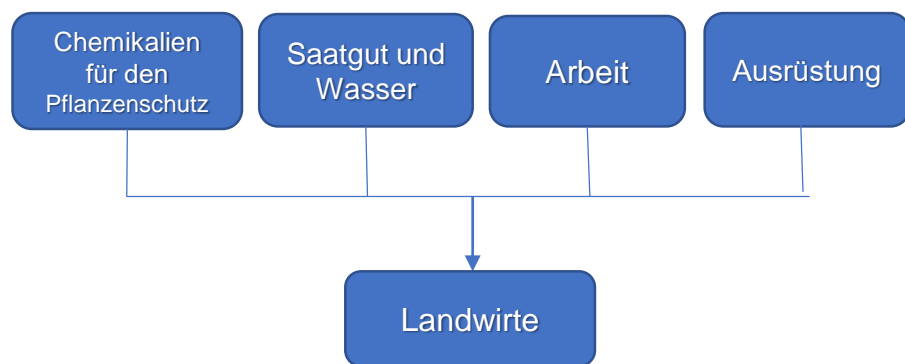 Chemikalien
für den
Pflanzenschutz
Saatgut und
Wasser
Arbeit
Ausrüstung
Landwirte